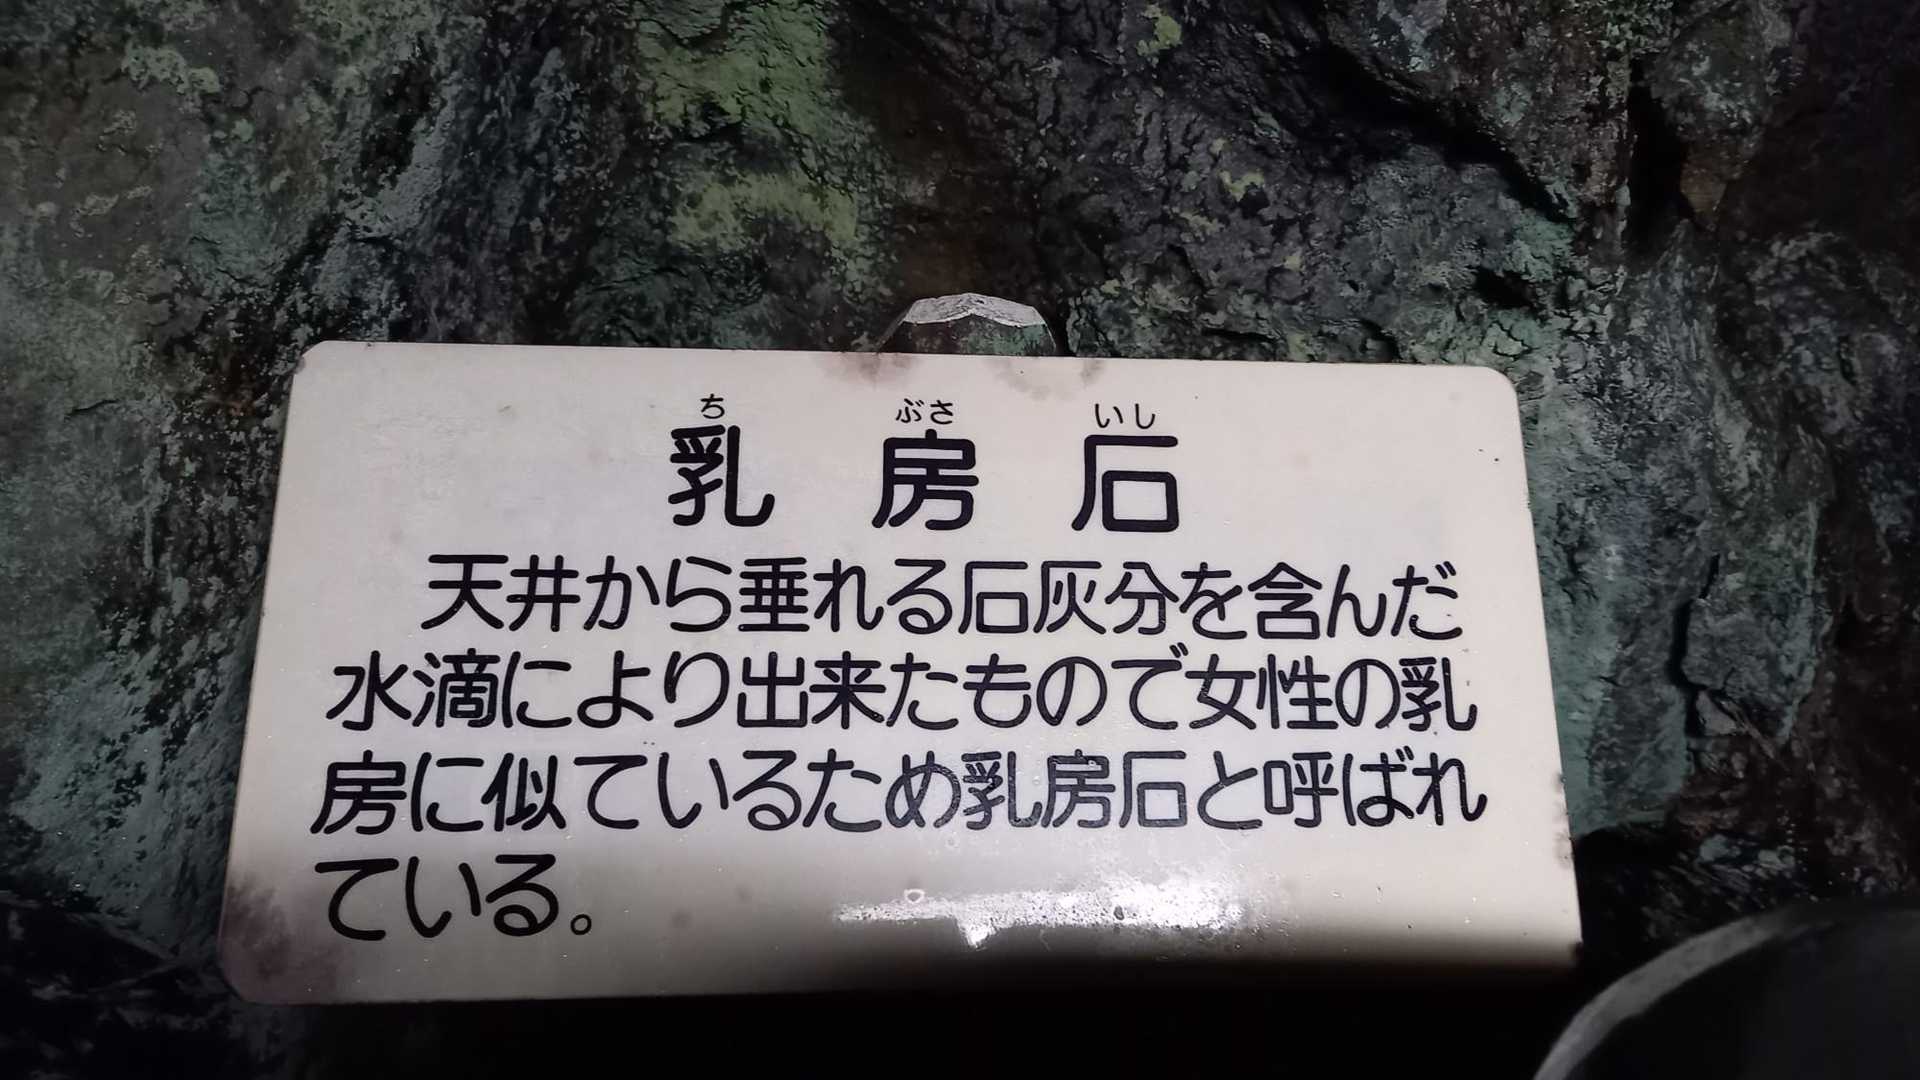 ち ぶさ いし
乳房石
天井から垂れる石灰分を含んだ
水滴により出来たもので女性の乳
房に似ているため乳房石と呼ばれ
ている。